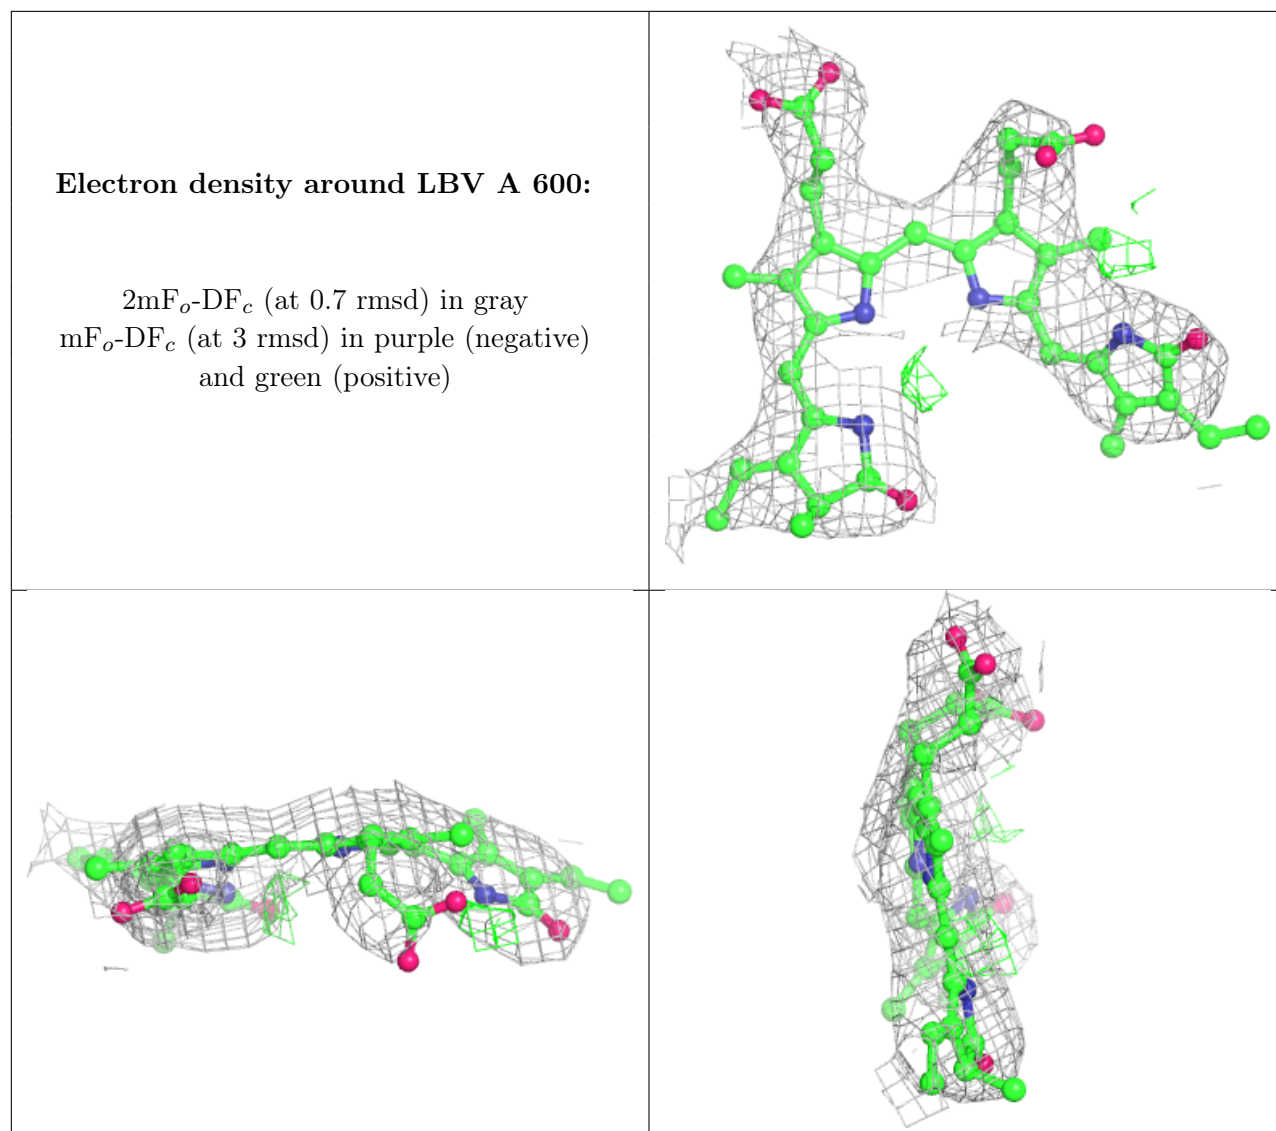 Electron density around LBV A 600:
2mFo-DFc (at 0.7 rmsd) in gray
mFo-DFc (at 3 rmsd) in purple (negative)
and green (positive)